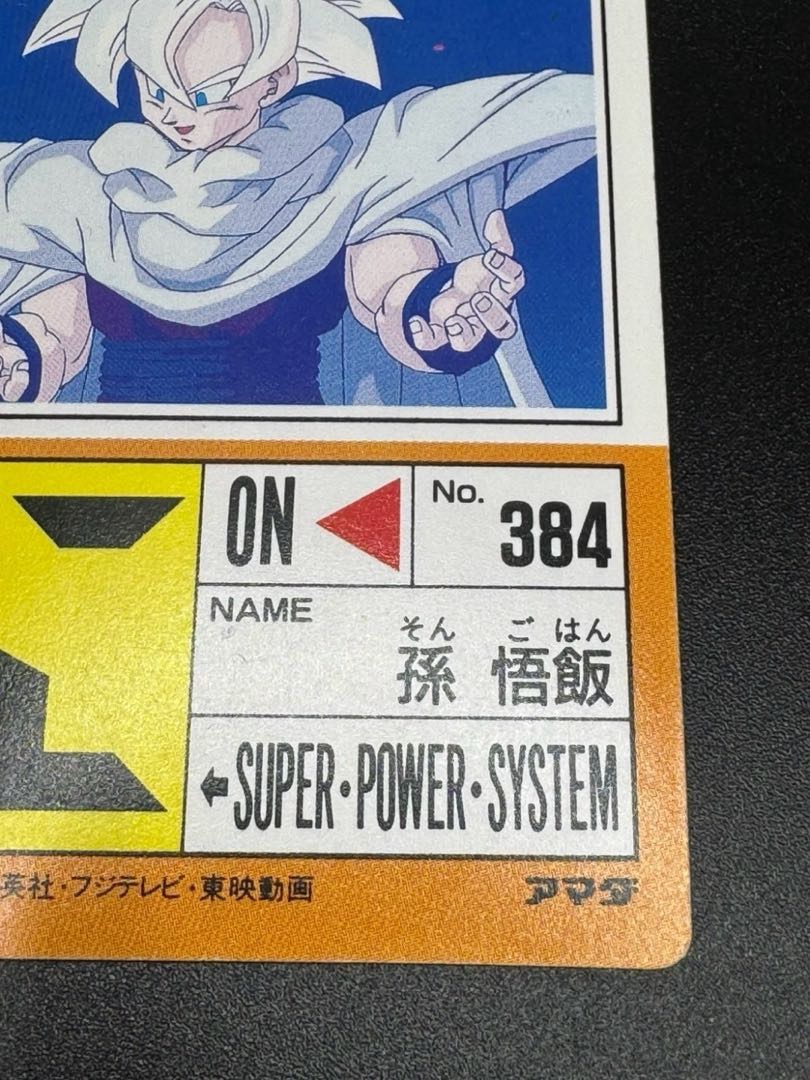 ON
No. 384
NAME
そん ご はん
孫 悟飯
←SUPER・POWER・SYSTEM
英社・フジテレビ・東映動画
アマダ